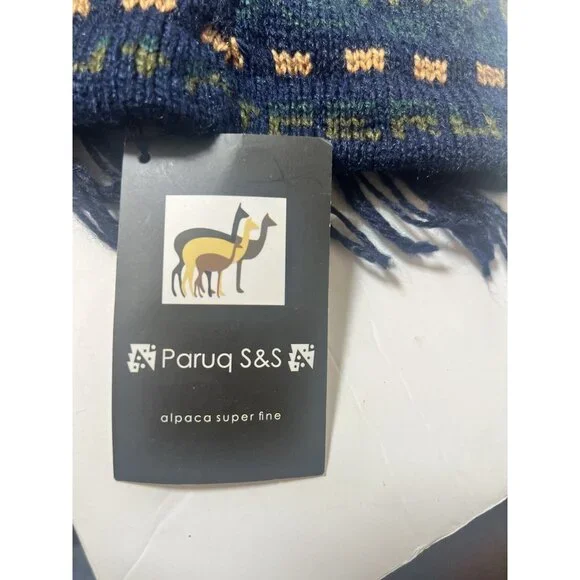 Paruq S&S
alpaca super fine